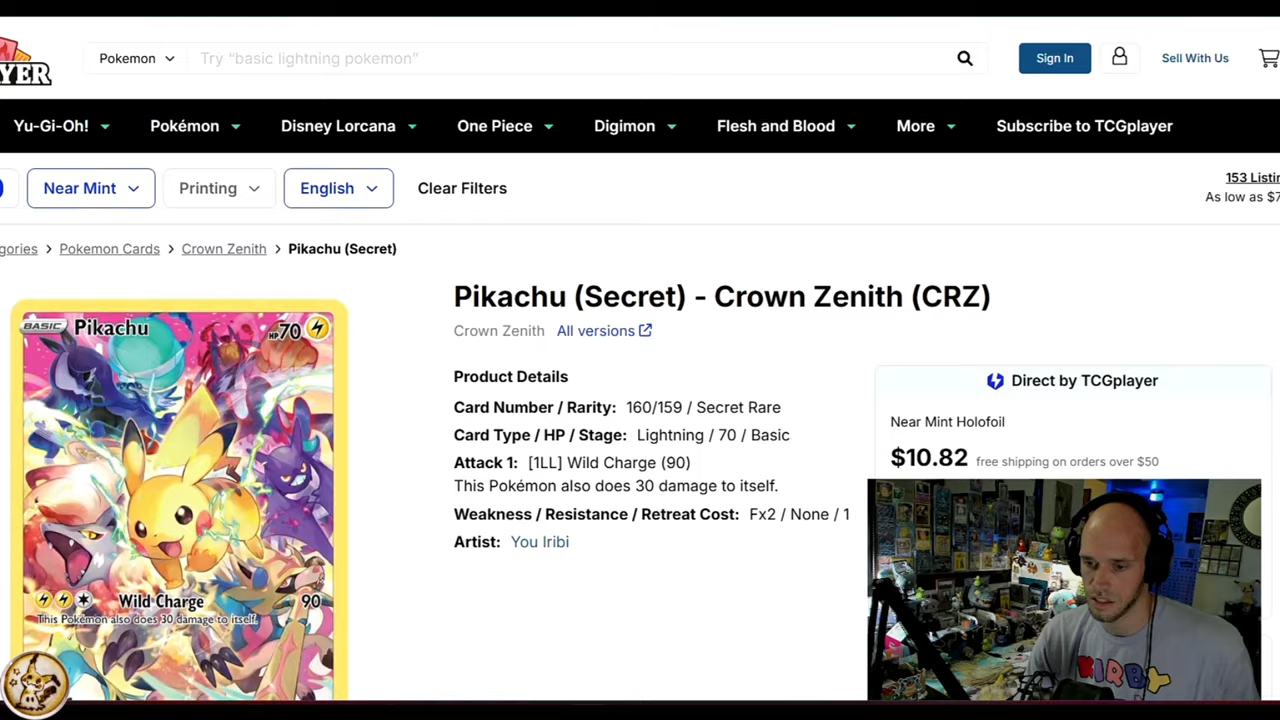 YER
Pokemon
Try “basic lightning pokemon”
Sign In
Sell With Us
Yu-Gi-Oh!
Pokémon
Disney Lorcana
One Piece
Digimon
Flesh and Blood
More
Subscribe to TCGplayer
Near Mint
Printing
English
Clear Filters
153 Listin
As low as $7
gories > Pokemon Cards > Crown Zenith > Pikachu (Secret)
Pikachu (Secret) - Crown Zenith (CRZ)
Crown Zenith All versions
Product Details
Card Number / Rarity: 160/159 / Secret Rare
Card Type / HP / Stage: Lightning / 70 / Basic
Attack 1: [1LL] Wild Charge (90)
This Pokémon also does 30 damage to itself.
Weakness / Resistance / Retreat Cost: Fx2 / None / 1
Artist: You Iribi
Direct by TCGplayer
Near Mint Holofoil
$10.82 free shipping on orders over $50
BASIC Pikachu HP 70
Wild Charge 90
This Pokémon also does 30 damage to itself.
KIRBY